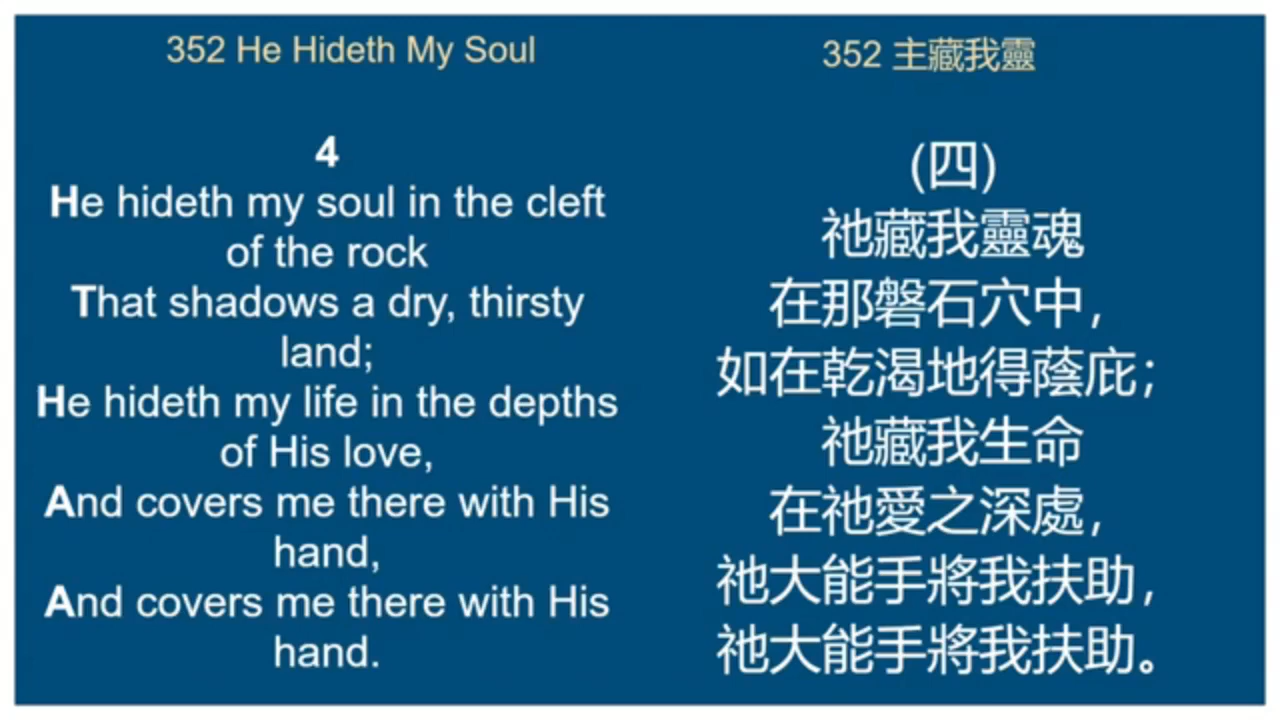 352 He Hideth My Soul
4
He hideth my soul in the cleft
of the rock
That shadows a dry, thirsty
land;
He hideth my life in the depths
of His love,
And covers me there with His
hand,
And covers me there with His
hand.
352 主藏我靈
(四)
祂藏我靈魂
在那磐石穴中，
如在乾渴地得蔭庇；
祂藏我生命
在祂愛之深處，
祂大能手將我扶助，
祂大能手將我扶助。